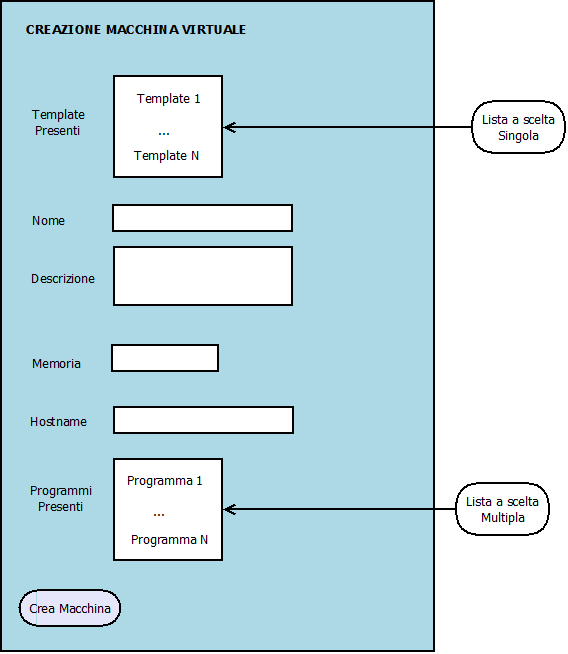 CREAZIONE MACCHINA VIRTUALE
Template
Presenti
Template 1
...
Template N
Lista a scelta
Singola
Nome
Descrizione
Memoria
Hostname
Programmi
Presenti
Programma 1
...
Programma N
Lista a scelta
Multipla
Crea Macchina